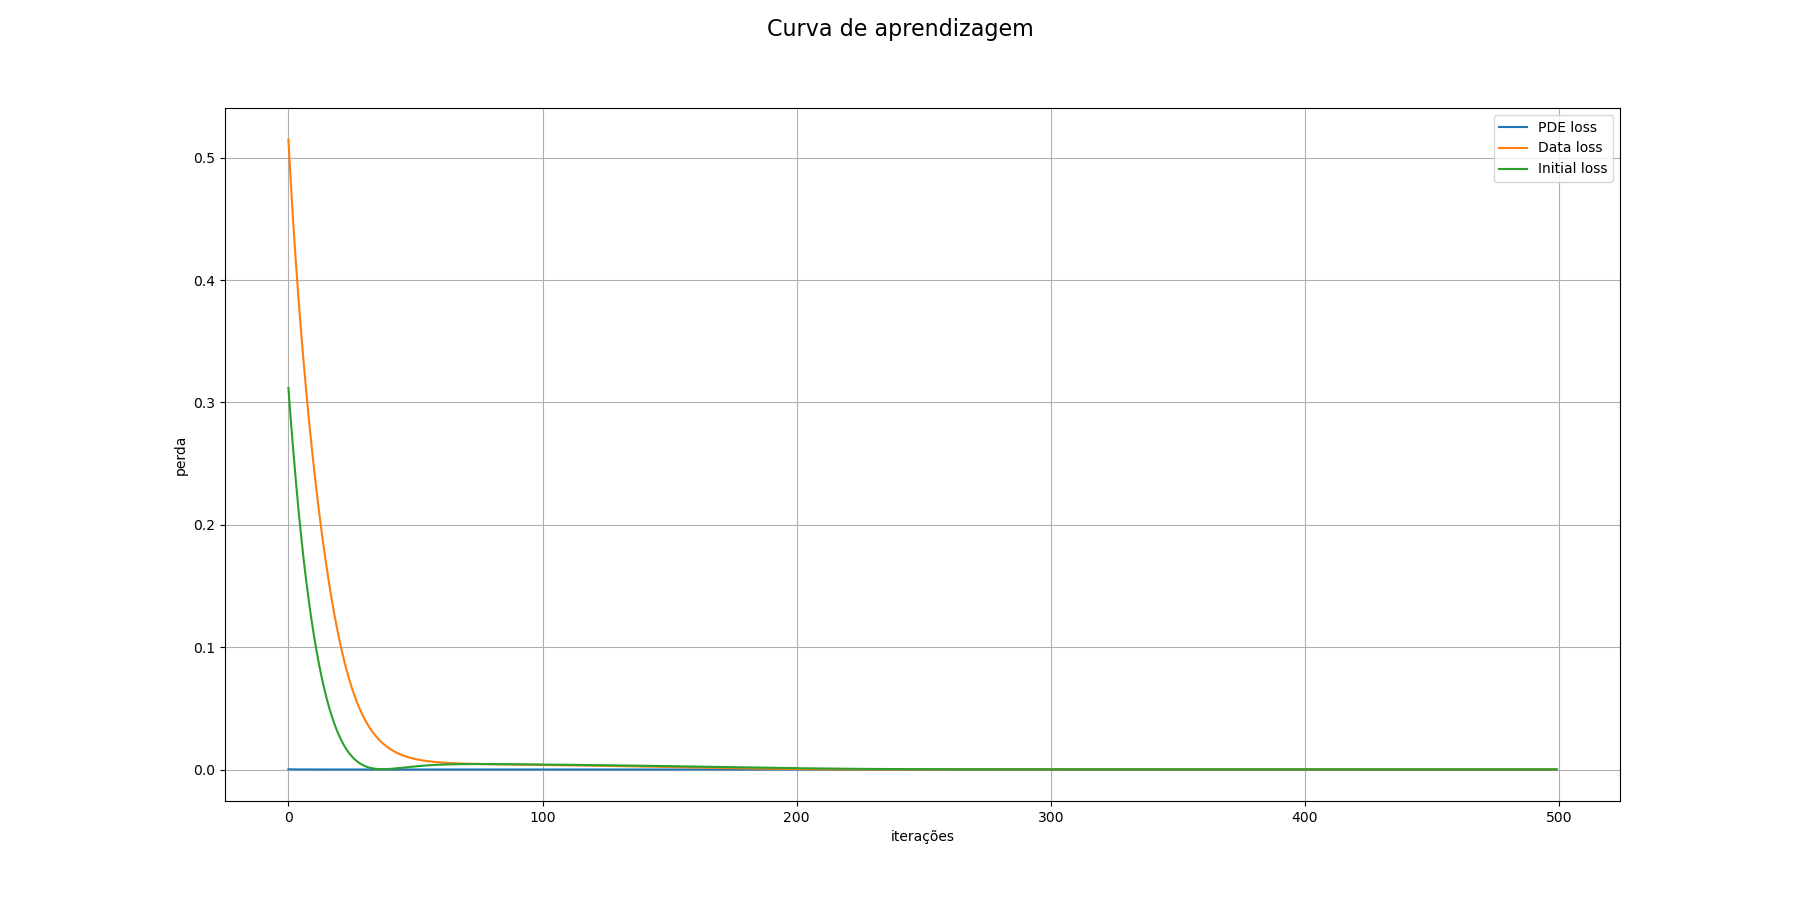 Curva de aprendizagem
PDE loss
Data loss
Initial loss
0.5
0.4
0.3
0.2
0.1
0.0
perda
0 100 200 300 400 500
iterações